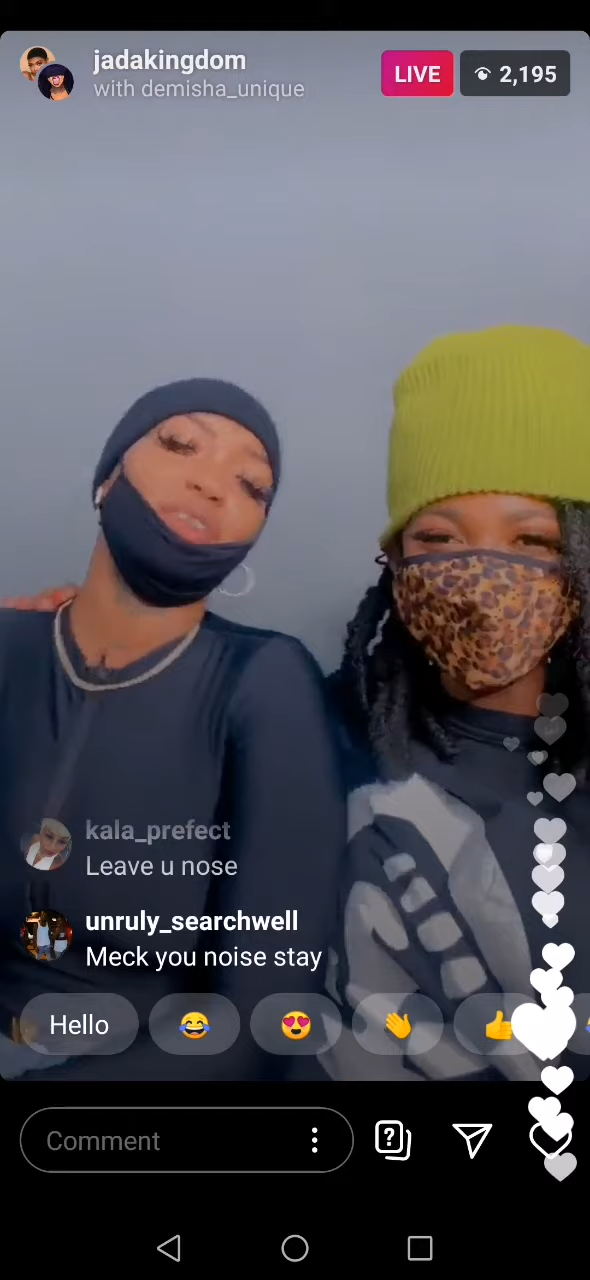 jadakingdom
with demisha_unique
LIVE
2,195
kala_prefect
Leave u nose
unruly_searchwell
Meck you noise stay
Hello
Comment